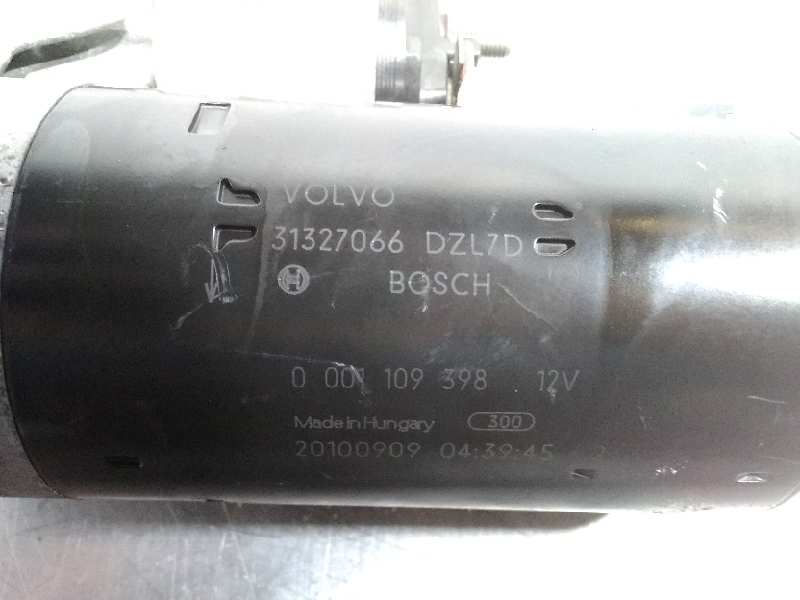 VOLVO
31327066 DZL7D
BOSCH
0 001 109 398 12V
Made in Hungary 300
20100909 04:39:45